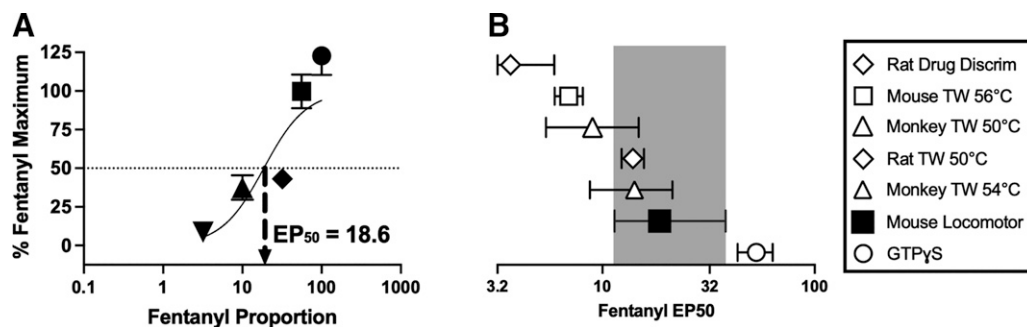 A
% Fentanyl Maximum
125
100
75
50
25
0
EP50 = 18.6
0.1 1 10 100 1000
Fentanyl Proportion
B
3.2 10 32 100
Fentanyl EP50
Rat Drug Discrim
Mouse TW 56°C
Monkey TW 50°C
Rat TW 50°C
Monkey TW 54°C
Mouse Locomotor
GTPγS